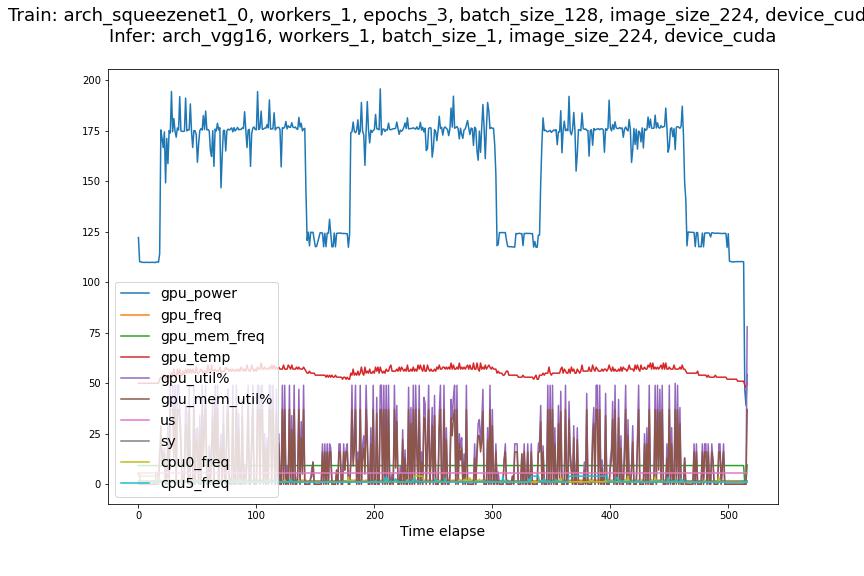 Train: arch_squeezenet1_0, workers_1, epochs_3, batch_size_128, image_size_224, device_cud
Infer: arch_vgg16, workers_1, batch_size_1, image_size_224, device_cuda
200
175
150
125
100
75
50
25
0
gpu_power
gpu_freq
gpu_mem_freq
gpu_temp
gpu_util%
gpu_mem_util%
us
sy
cpu0_freq
cpu5_freq
0 100 200 300 400 500
Time elapse